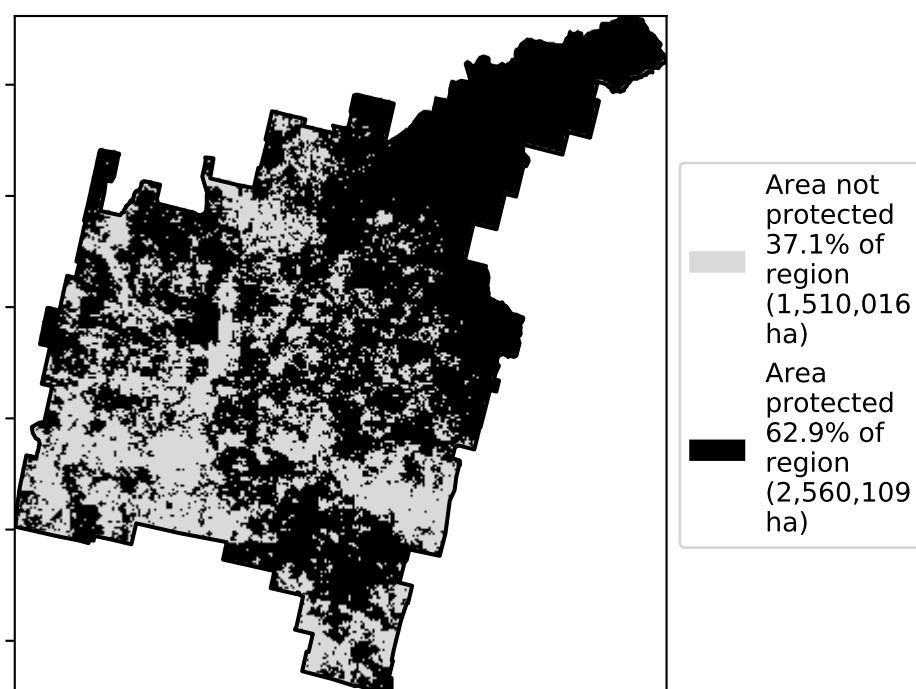 Area not
protected
37.1% of
region
(1,510,016
ha)
Area
protected
62.9% of
region
(2,560,109
ha)